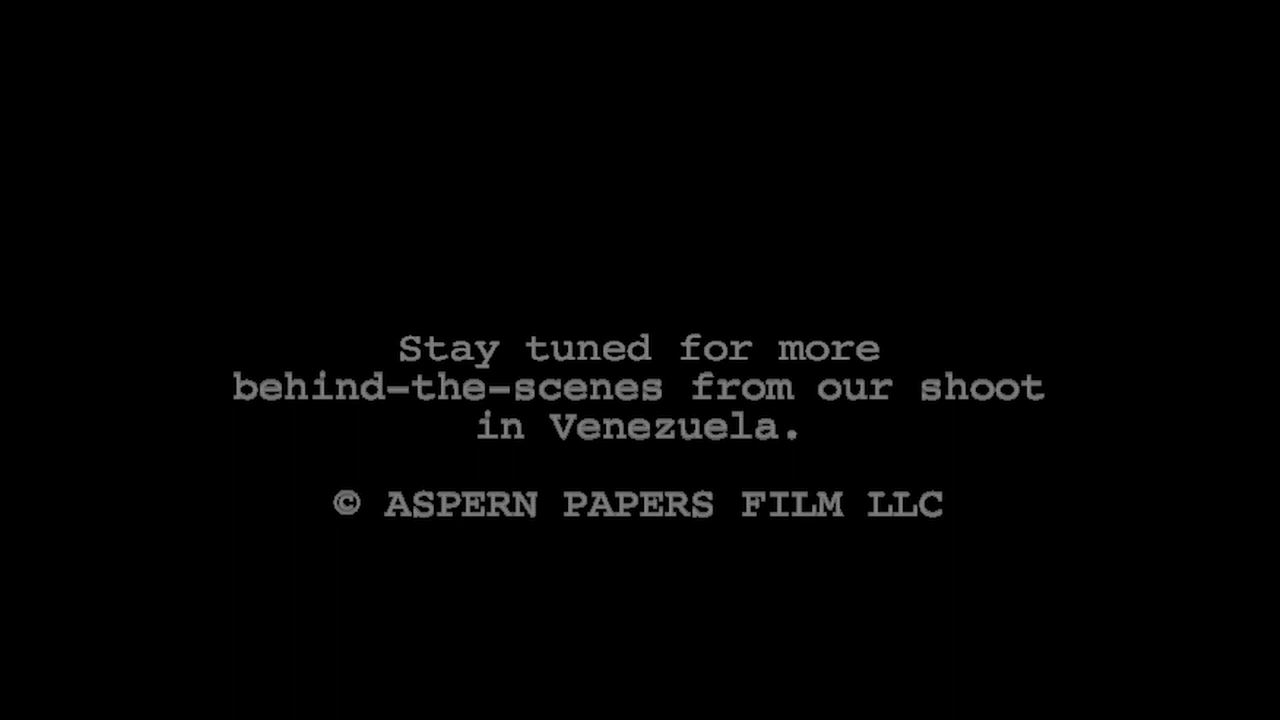 Stay tuned for more
behind-the-scenes from our shoot
in Venezuela.
© ASPERN PAPERS FILM LLC